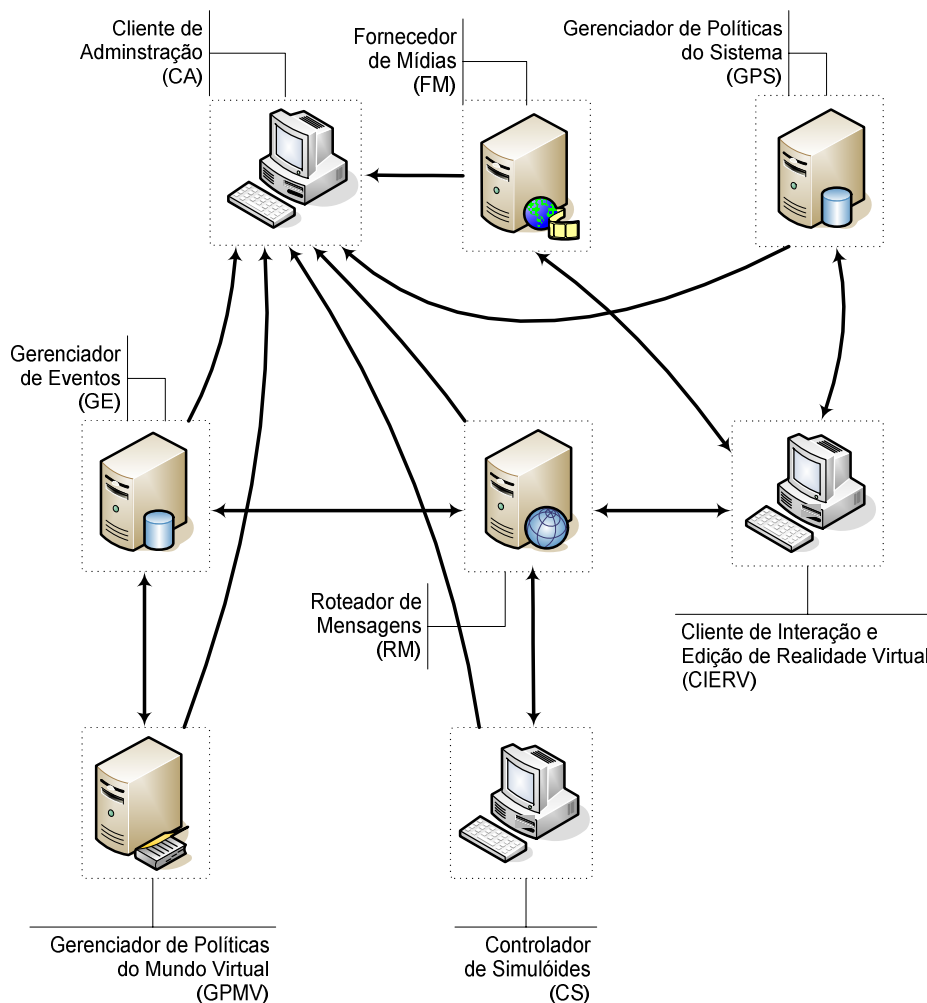 Cliente de
Adminstração
(CA)
Fornecedor
de Mídias
(FM)
Gerenciador de Políticas
do Sistema
(GPS)
Gerenciador
de Eventos
(GE)
Roteador de
Mensagens
(RM)
Cliente de Interação e
Edição de Realidade Virtual
(CIERV)
Gerenciador de Políticas
do Mundo Virtual
(GPMV)
Controlador
de Simulóides
(CS)